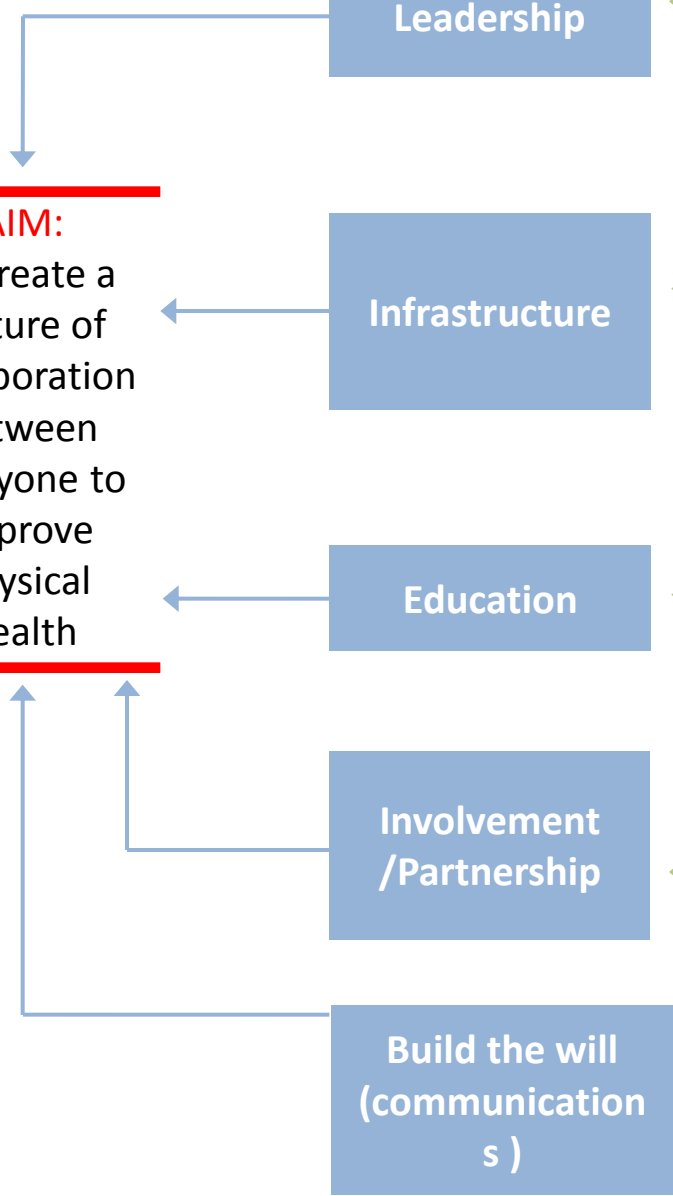 Leadership
AIM:
reate a
ture of
boration
tween
yone to
prove
ysical
ealth
Infrastructure
Education
Involvement
/Partnership
Build the will
(communication
s )